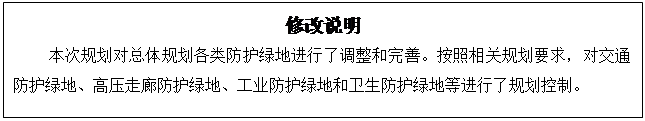 修改说明
本次规划对总体规划各类防护绿地进行了调整和完善。按照相关规划要求，对交通
防护绿地、高压走廊防护绿地、工业防护绿地和卫生防护绿地等进行了规划控制。